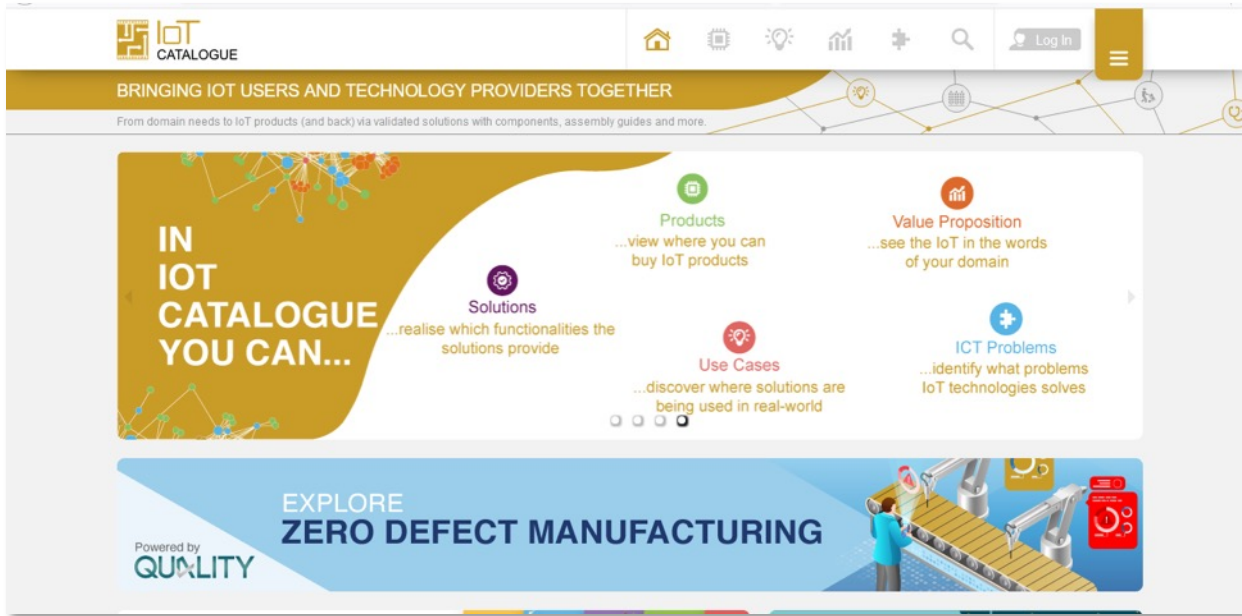 IoT
CATALOGUE
Log In
BRINGING IOT USERS AND TECHNOLOGY PROVIDERS TOGETHER
From domain needs to IoT products (and back) via validated solutions with components, assembly guides and more.
IN
IOT
CATALOGUE
YOU CAN...
Solutions
...realise which functionalities the
solutions provide
Products
...view where you can
buy IoT products
Use Cases
...discover where solutions are
being used in real-world
Value Proposition
...see the IoT in the words
of your domain
ICT Problems
...identify what problems
IoT technologies solves
EXPLORE
ZERO DEFECT MANUFACTURING
Powered by
QU4LITY